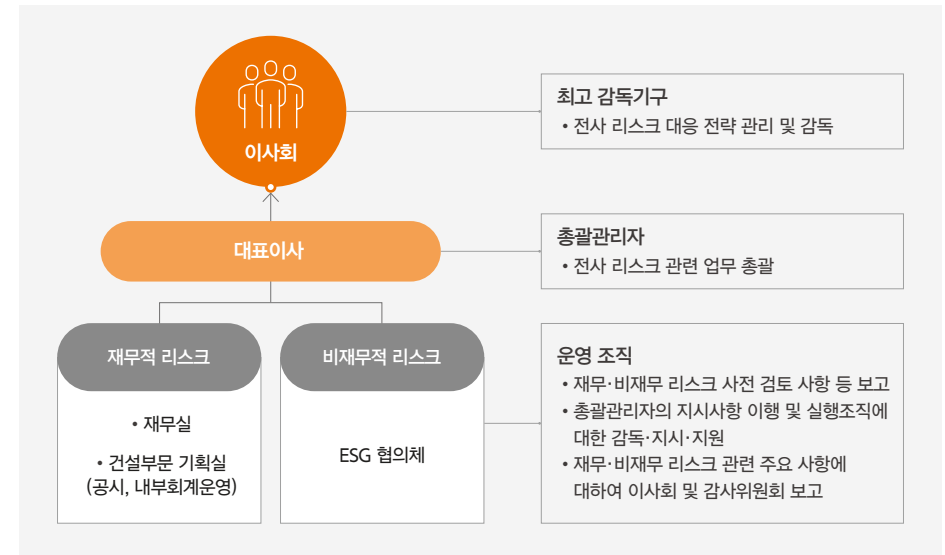 이사회
최고 감독기구
• 전사 리스크 대응 전략 관리 및 감독
대표이사
총괄관리자
• 전사 리스크 관련 업무 총괄
재무적 리스크
• 재무실
• 건설부문 기획실
(공시, 내부회계운영)
비재무적 리스크
ESG 협의체
운영 조직
• 재무·비재무 리스크 사전 검토 사항 등 보고
• 총괄관리자의 지시사항 이행 및 실행조직에
대한 감독·지시·지원
• 재무·비재무 리스크 관련 주요 사항에
대하여 이사회 및 감사위원회 보고